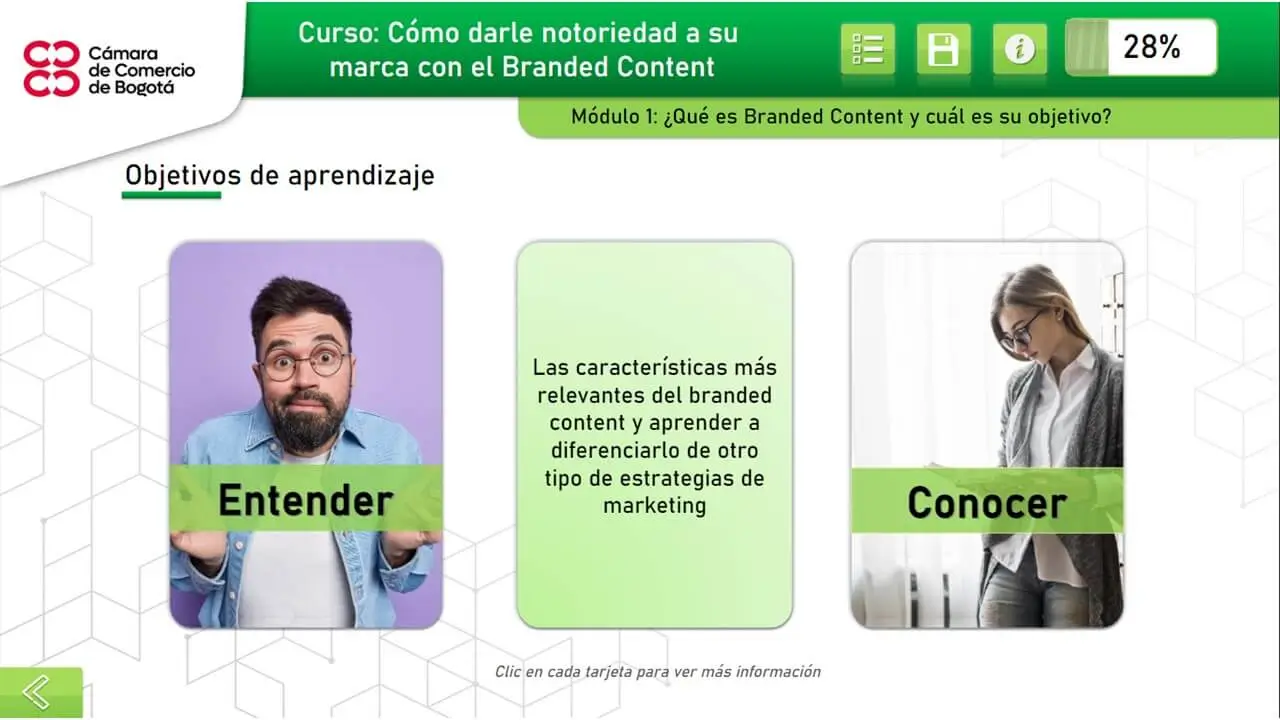 Cámara
de Comercio
de Bogotá
Curso: Cómo darle notoriedad a su
marca con el Branded Content
28%
Módulo 1: ¿Qué es Branded Content y cuál es su objetivo?
Objetivos de aprendizaje
Entender
Las características más
relevantes del branded
content y aprender a
diferenciarlo de otro
tipo de estrategias de
marketing
Conocer
Clic en cada tarjeta para ver más información